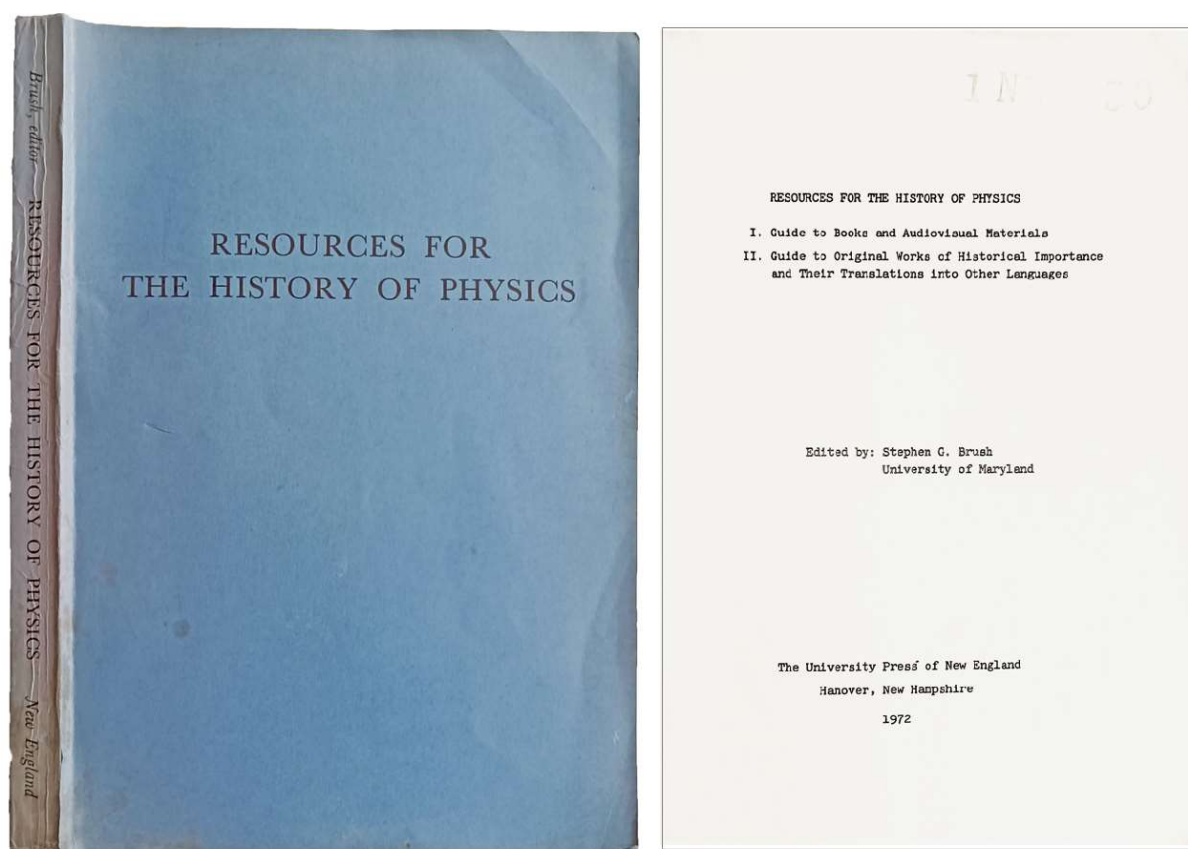 Brush, editor — RESOURCES FOR THE HISTORY OF PHYSICS — New England
RESOURCES FOR
THE HISTORY OF PHYSICS
RESOURCES FOR THE HISTORY OF PHYSICS
I. Guide to Books and Audiovisual Materials
II. Guide to Original Works of Historical Importance
and Their Translations into Other Languages
Edited by: Stephen G. Brush
University of Maryland
The University Press of New England
Hanover, New Hampshire
1972